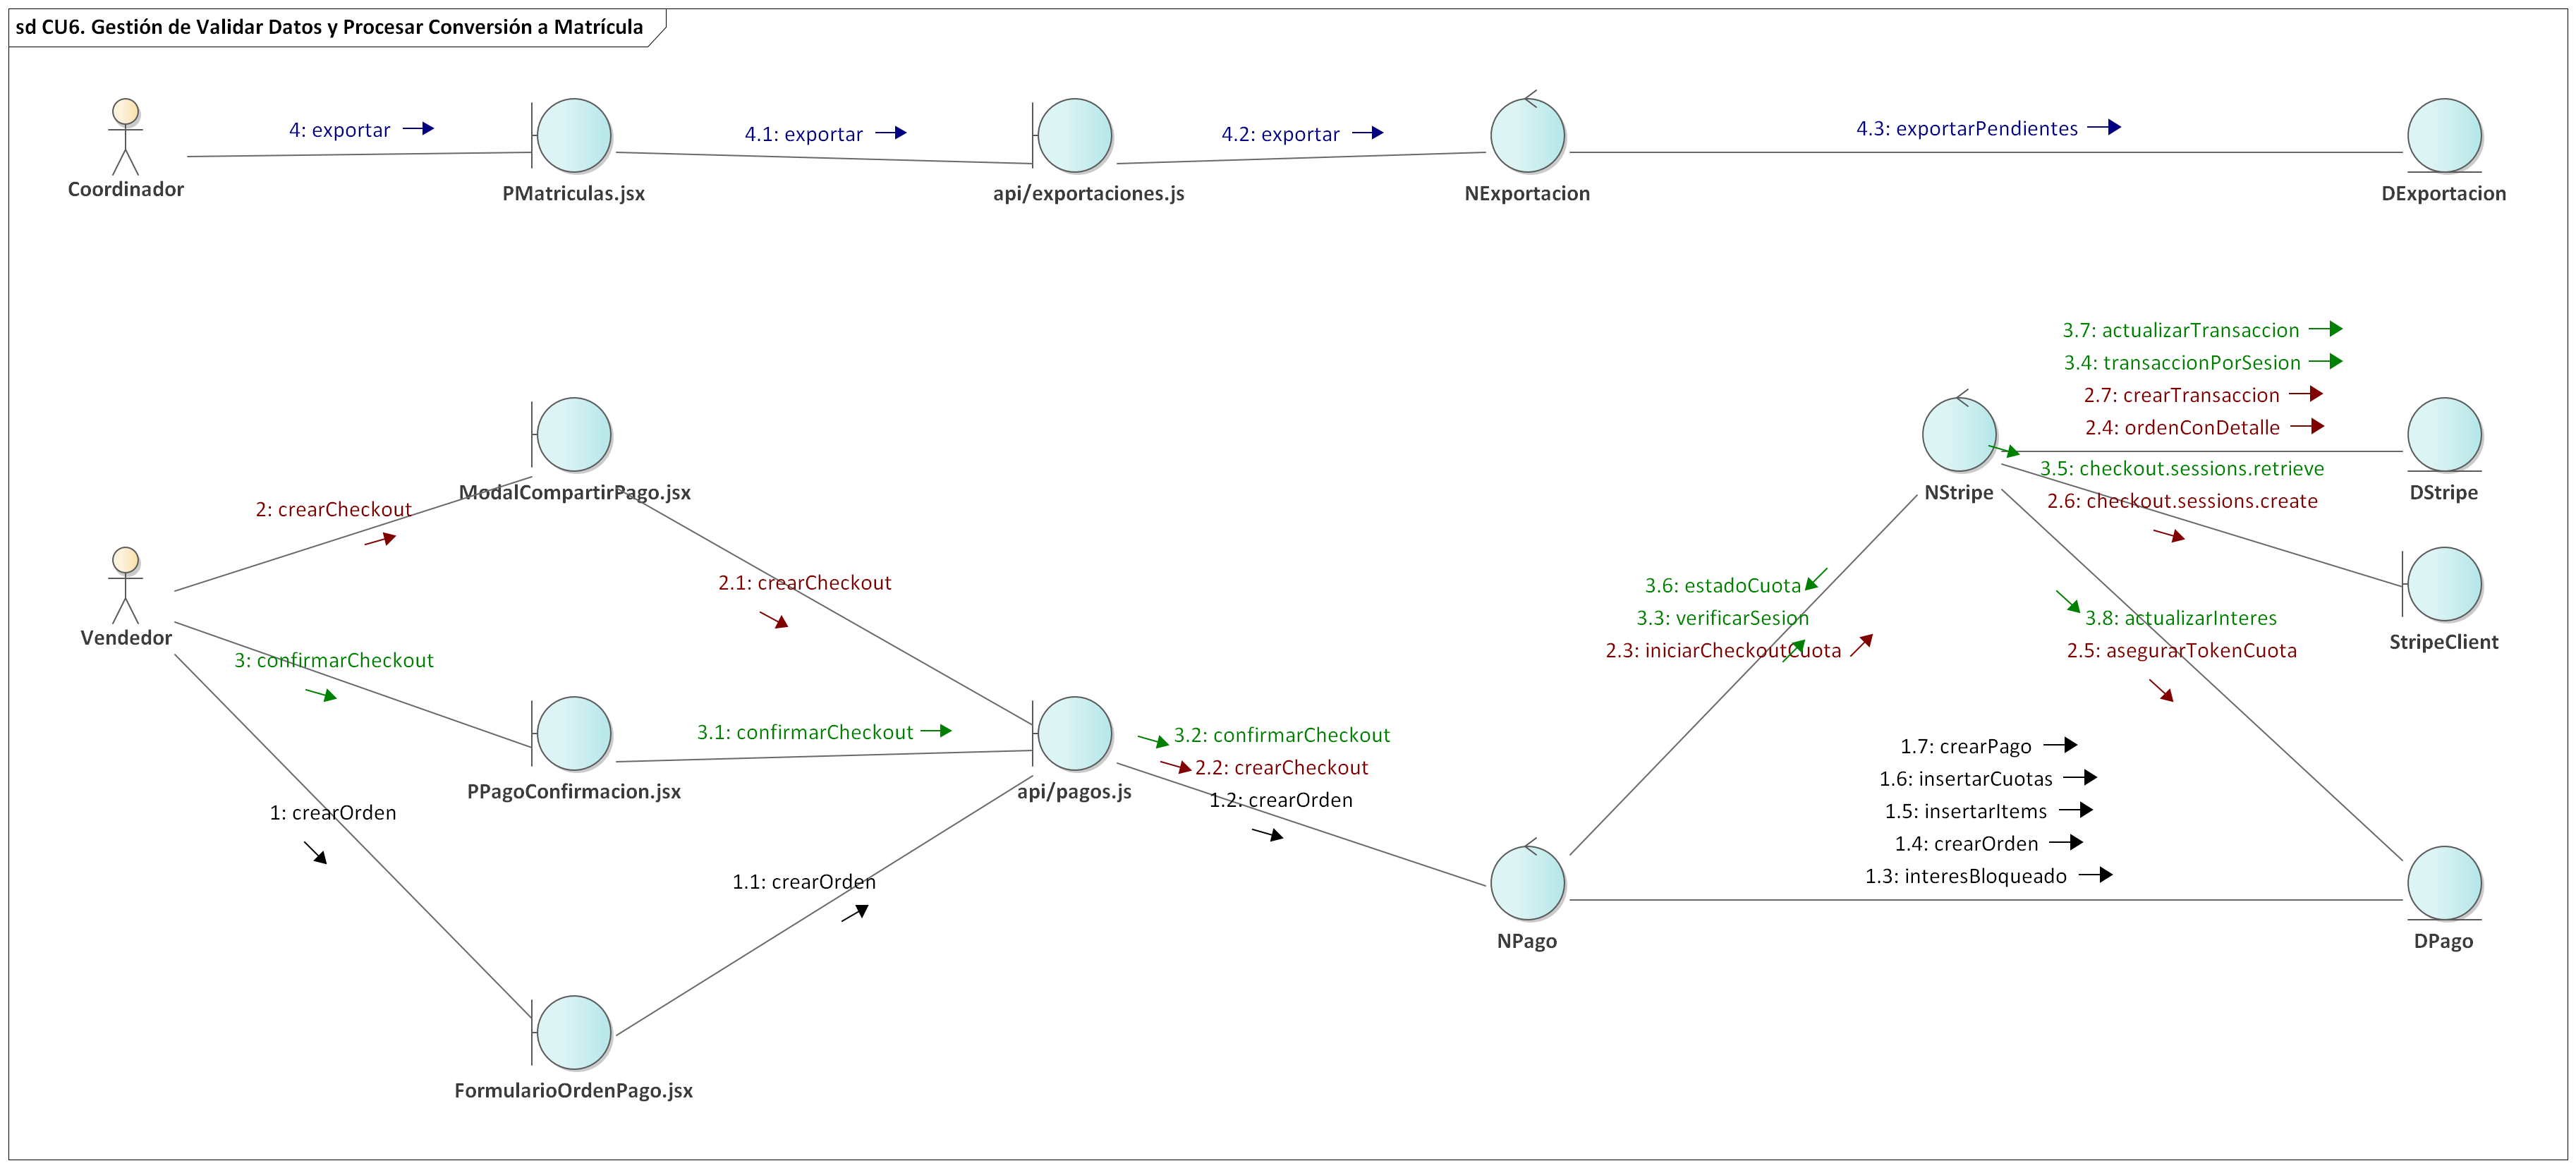 sd CU6. Gestión de Validar Datos y Procesar Conversión a Matrícula
4: exportar
4.1: exportar
4.2: exportar
4.3: exportarPendientes
Coordinador
PMatriculas.jsx
api/exportaciones.js
NExportacion
DExportacion
3.7: actualizarTransaccion
3.4: transaccionPorSesion
2.7: crearTransaccion
2.4: ordenConDetalle
3.5: checkout.sessions.retrieve
2.6: checkout.sessions.create
ModalCompartirPago.jsx
NStripe
DStripe
2: crearCheckout
2.1: crearCheckout
3.6: estadoCuota
3.3: verificarSesion
2.3: iniciarCheckoutCuota
3.8: actualizarInteres
2.5: asegurarTokenCuota
Vendedor
StripeClient
3: confirmarCheckout
3.1: confirmarCheckout
3.2: confirmarCheckout
2.2: crearCheckout
1.2: crearOrden
PPagoConfirmacion.jsx
api/pagos.js
1.7: crearPago
1.6: insertarCuotas
1.5: insertarItems
1.4: crearOrden
1.3: interesBloqueado
1: crearOrden
1.1: crearOrden
NPago
DPago
FormularioOrdenPago.jsx